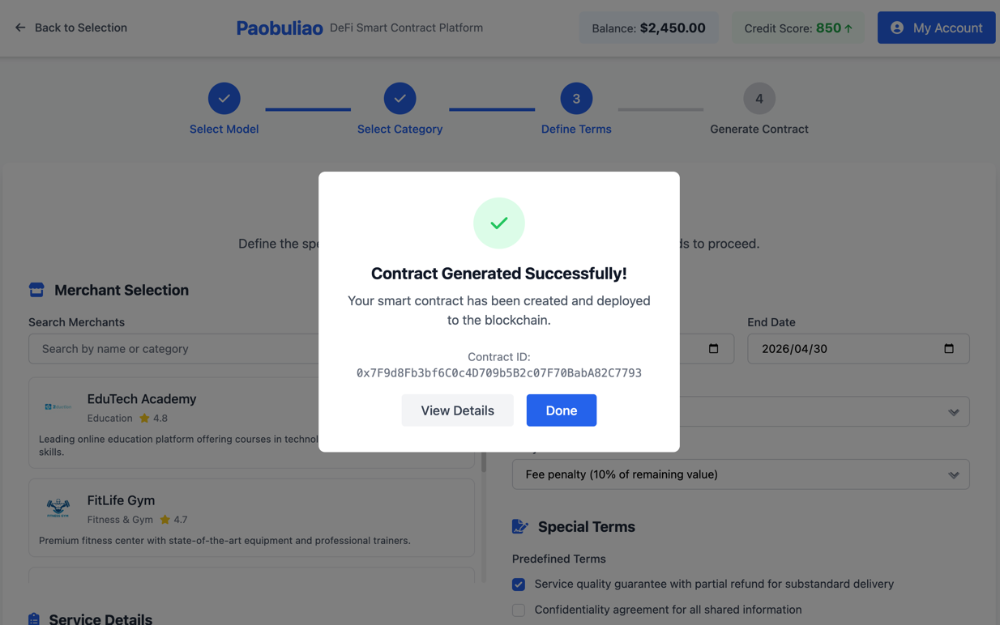 Back to Selection
Paobuliao DeFi Smart Contract Platform
Balance: $2,450.00
Credit Score: 850
My Account
3
4
Select Model
Select Category
Define Terms
Generate Contract
Define the spe
ds to proceed.
Contract Generated Successfully!
Your smart contract has been created and deployed
to the blockchain.
Contract ID:
0x7F9d8Fb3bf6C0c4D709b5B2c07F70BabA82C7793
View Details
Done
Merchant Selection
Search Merchants
Search by name or category
EduTech Academy
Education 4.8
Leading online education platform offering courses in technol
skills.
FitLife Gym
Fitness & Gym 4.7
Premium fitness center with state-of-the-art equipment and professional trainers.
Service Details
End Date
2026/04/30
Fee penalty (10% of remaining value)
Special Terms
Predefined Terms
Service quality guarantee with partial refund for substandard delivery
Confidentiality agreement for all shared information